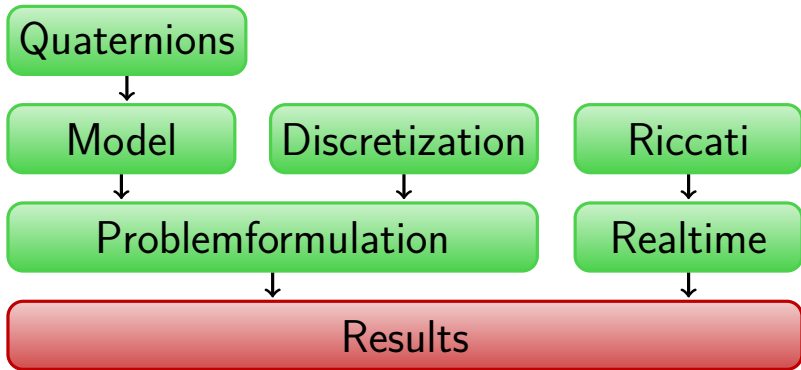 Quaternions
Model
Discretization
Riccati
Problemformulation
Realtime
Results